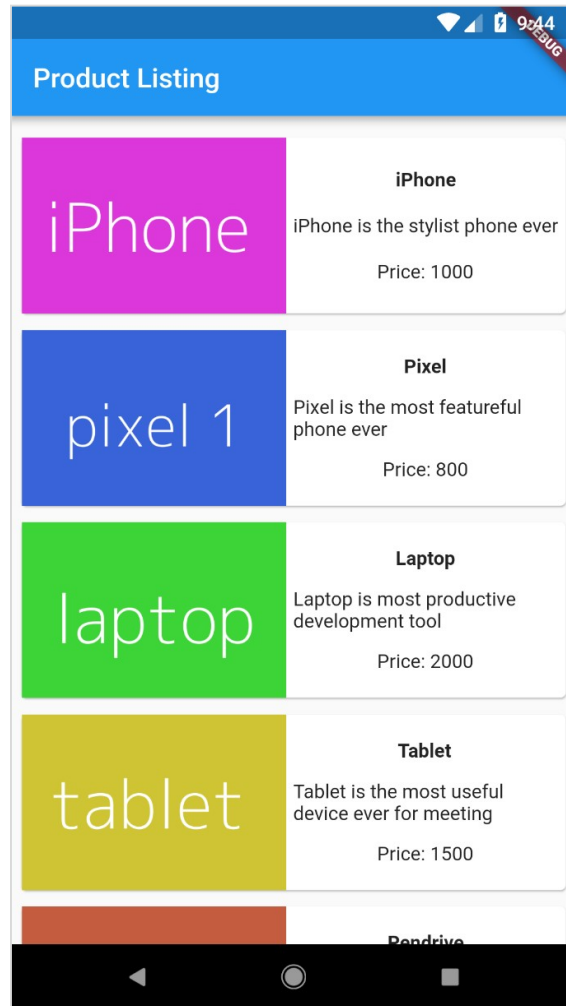 9:44
DEBUG
Product Listing
iPhone
iPhone
iPhone is the stylist phone ever
Price: 1000
pixel 1
Pixel
Pixel is the most featureful
phone ever
Price: 800
laptop
Laptop
Laptop is most productive
development tool
Price: 2000
tablet
Tablet
Tablet is the most useful
device ever for meeting
Price: 1500
Pendrive